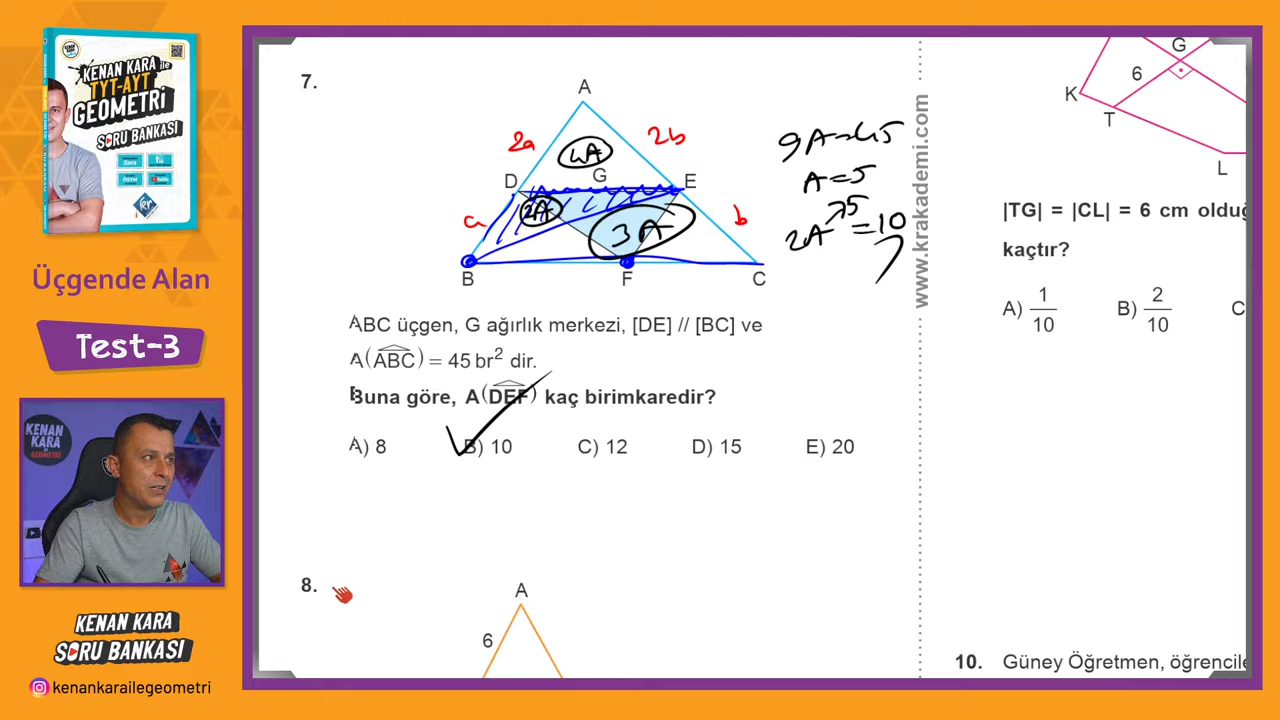 KENAN KARA ile
TYT-AYT
GEOMETRİ
SORU BANKASI
Üçgende Alan
Test-3
KENAN KARA
SORU BANKASI
kenankarailegeometri
7.
A
2a
2b
4A
D
G
E
2A
a
3A
b
B
F
C
9A=45
A=5
2A=10
5
ABC üçgen, G ağırlık merkezi, [DE] // [BC] ve
A(ABC) = 45 br² dir.
Buna göre, A(DEF) kaç birimkaredir?
A) 8 B) 10 C) 12 D) 15 E) 20
8.
A
6
www.krakademi.com
G
6
K
T
L
|TG| = |CL| = 6 cm olduğ
kaçtır?
A) 1/10 B) 2/10 C
10. Güney Öğretmen, öğrencile